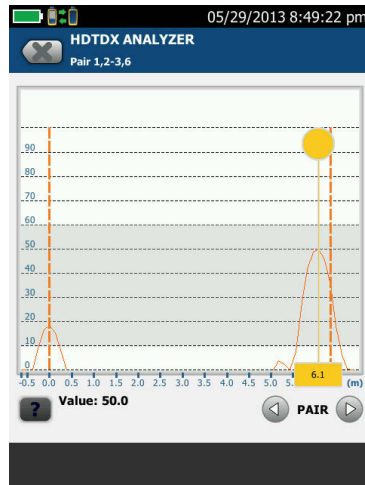 05/29/2013 8:49:22 pm
HDTDX ANALYZER
Pair 1,2-3,6
90
80
70
60
50
40
30
20
10
0
-0.5 0.0 0.5 1.0 1.5 2.0 2.5 3.0 3.5 4.0 4.5 5.0 5. 6.1 (m)
? Value: 50.0 PAIR